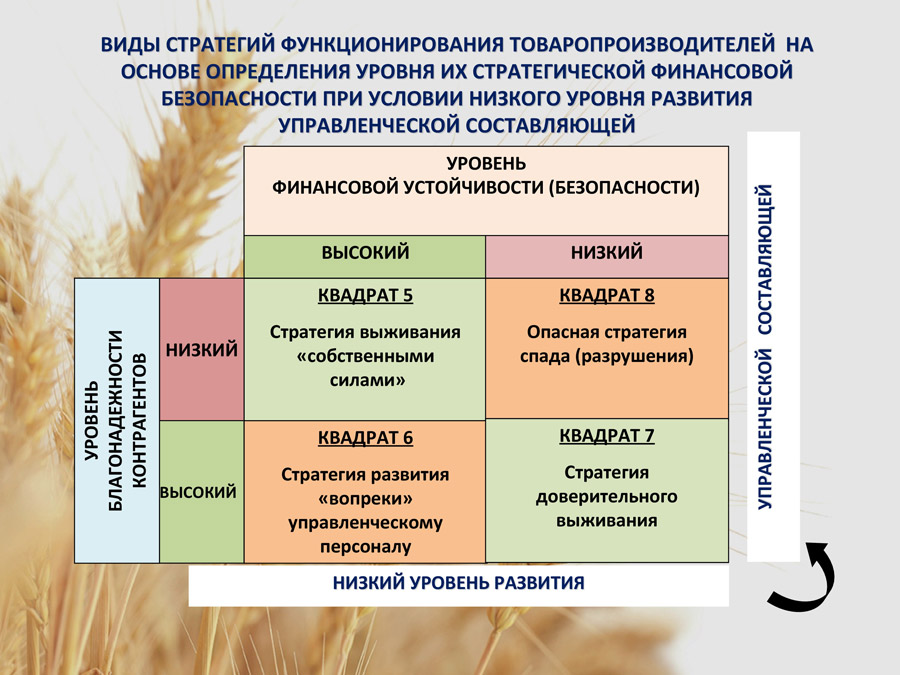 ВИДЫ СТРАТЕГИЙ ФУНКЦИОНИРОВАНИЯ ТОВАРОПРОИЗВОДИТЕЛЕЙ НА
ОСНОВЕ ОПРЕДЕЛЕНИЯ УРОВНЯ ИХ СТРАТЕГИЧЕСКОЙ ФИНАНСОВОЙ
БЕЗОПАСНОСТИ ПРИ УСЛОВИИ НИЗКОГО УРОВНЯ РАЗВИТИЯ
УПРАВЛЕНЧЕСКОЙ СОСТАВЛЯЮЩЕЙ
УРОВЕНЬ
ФИНАНСОВОЙ УСТОЙЧИВОСТИ (БЕЗОПАСНОСТИ)
ВЫСОКИЙ
НИЗКИЙ
УРОВЕНЬ
БЛАГОНАДЕЖНОСТИ
КОНТРАГЕНТОВ
НИЗКИЙ
КВАДРАТ 5
Стратегия выживания
«собственными
силами»
КВАДРАТ 8
Опасная стратегия
спада (разрушения)
ВЫСОКИЙ
КВАДРАТ 6
Стратегия развития
«вопреки»
управленческому
персоналу
КВАДРАТ 7
Стратегия
доверительного
выживания
НИЗКИЙ УРОВЕНЬ РАЗВИТИЯ
УПРАВЛЕНЧЕСКОЙ СОСТАВЛЯЮЩЕЙ